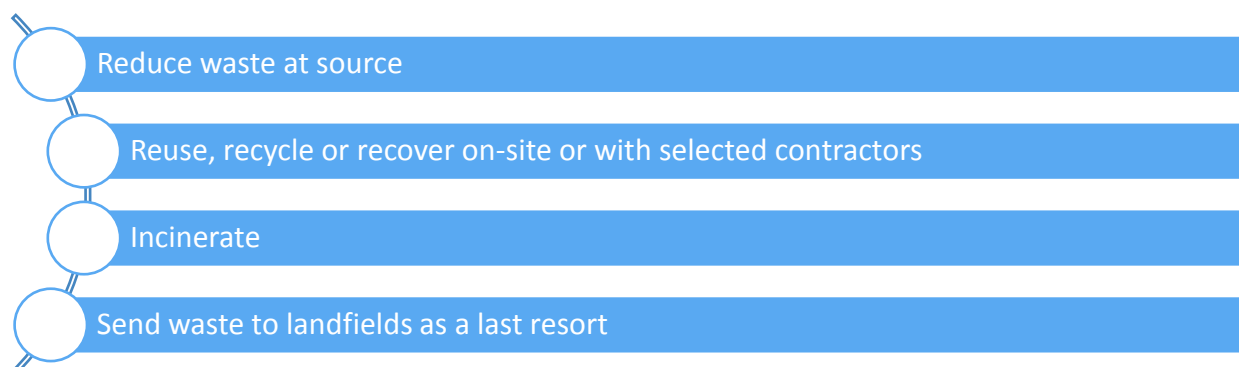 Reduce waste at source
Reuse, recycle or recover on-site or with selected contractors
Incinerate
Send waste to landfields as a last resort